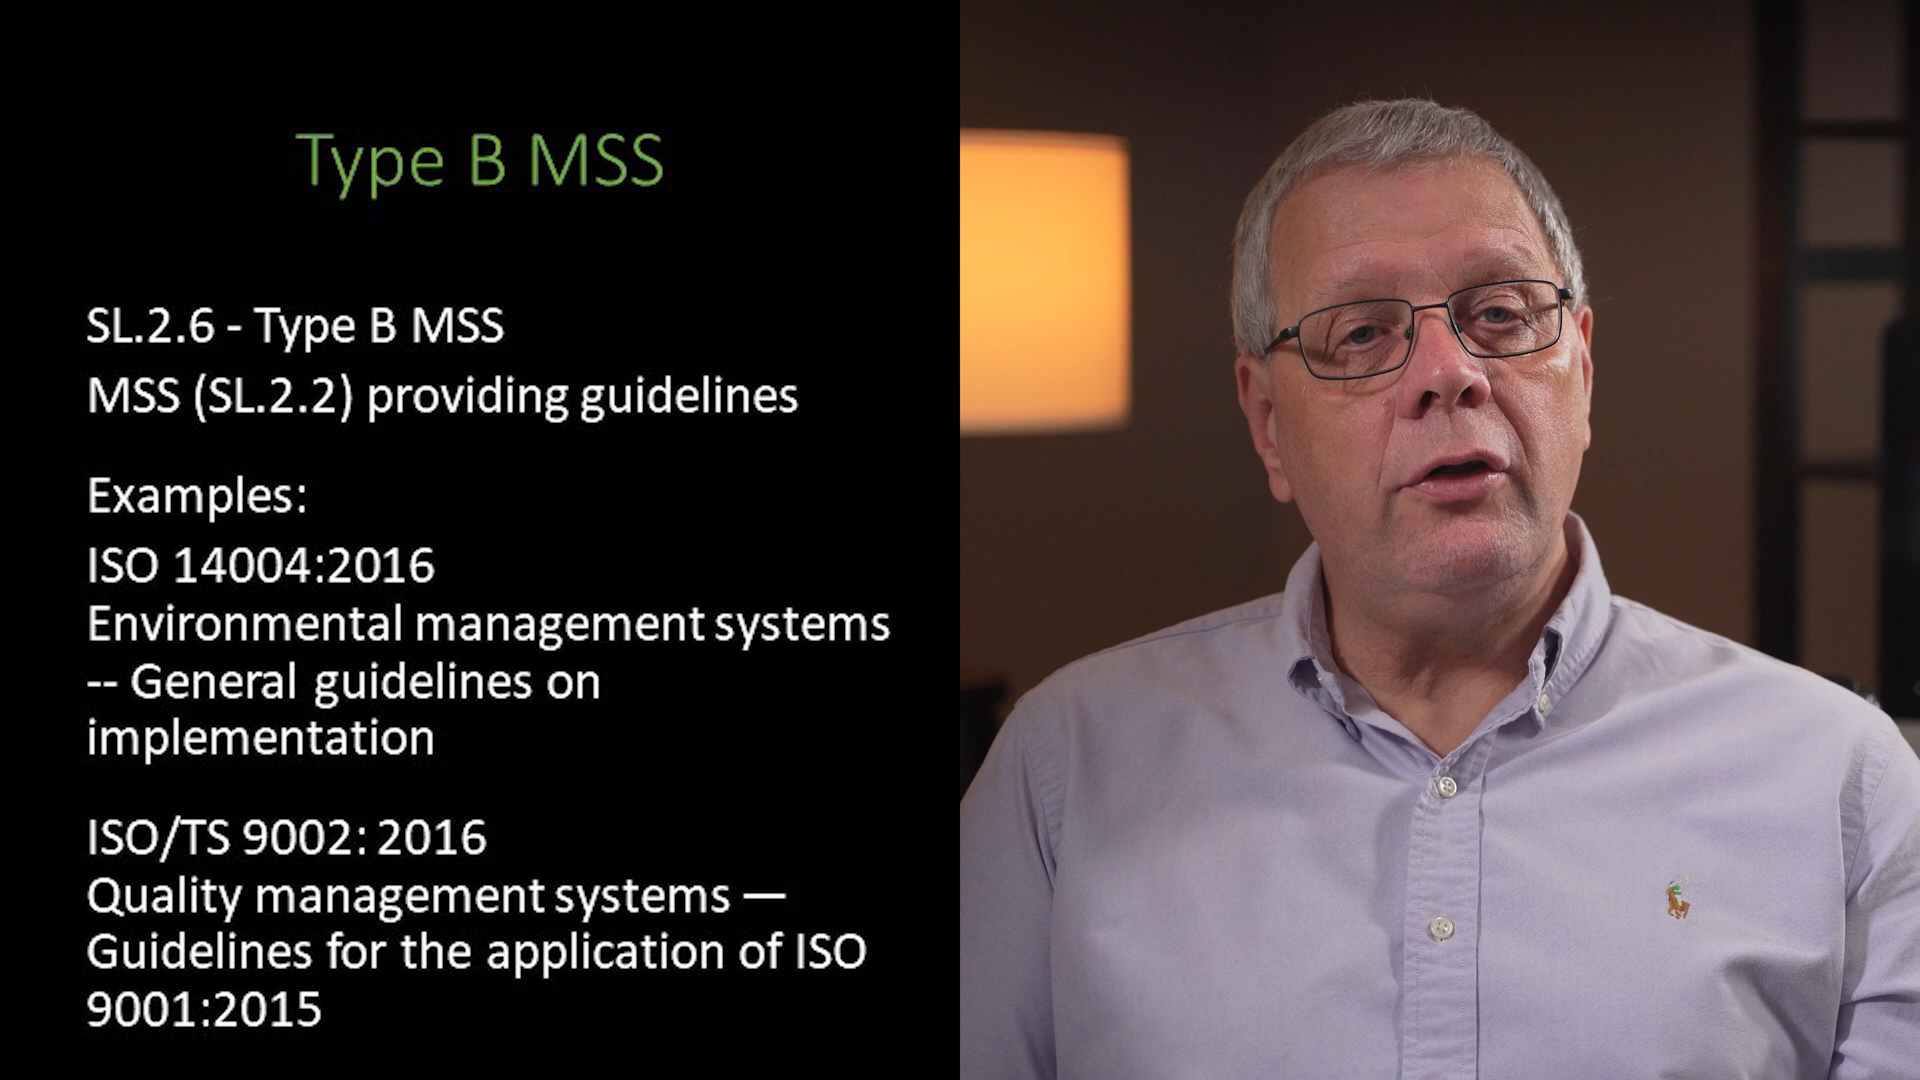 Type B MSS
SL.2.6 - Type B MSS
MSS (SL.2.2) providing guidelines
Examples:
ISO 14004:2016
Environmental management systems
-- General guidelines on
implementation
ISO/TS 9002: 2016
Quality management systems —
Guidelines for the application of ISO
9001:2015